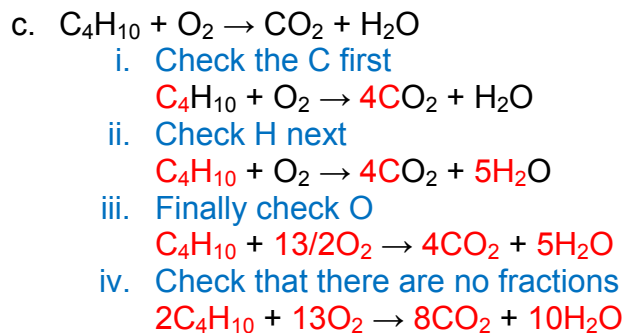 c. C₄H₁₀ + O₂ → CO₂ + H₂O
i. Check the C first
C₄H₁₀ + O₂ → 4CO₂ + H₂O
ii. Check H next
C₄H₁₀ + O₂ → 4CO₂ + 5H₂O
iii. Finally check O
C₄H₁₀ + 13/2O₂ → 4CO₂ + 5H₂O
iv. Check that there are no fractions
2C₄H₁₀ + 13O₂ → 8CO₂ + 10H₂O